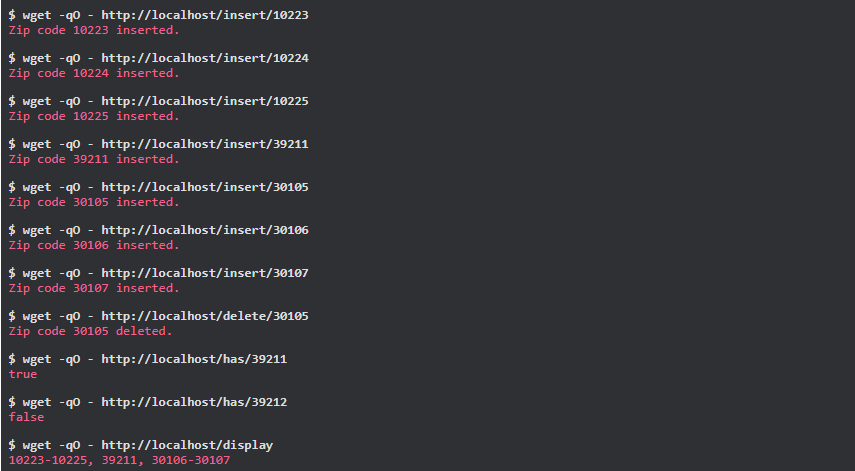 $ wget -qO - http://localhost/insert/10223
Zip code 10223 inserted.
$ wget -qO - http://localhost/insert/10224
Zip code 10224 inserted.
$ wget -qO - http://localhost/insert/10225
Zip code 10225 inserted.
$ wget -qO - http://localhost/insert/39211
Zip code 39211 inserted.
$ wget -qO - http://localhost/insert/30105
Zip code 30105 inserted.
$ wget -qO - http://localhost/insert/30106
Zip code 30106 inserted.
$ wget -qO - http://localhost/insert/30107
Zip code 30107 inserted.
$ wget -qO - http://localhost/delete/30105
Zip code 30105 deleted.
$ wget -qO - http://localhost/has/39211
true
$ wget -qO - http://localhost/has/39212
false
$ wget -qO - http://localhost/display
10223-10225, 39211, 30106-30107